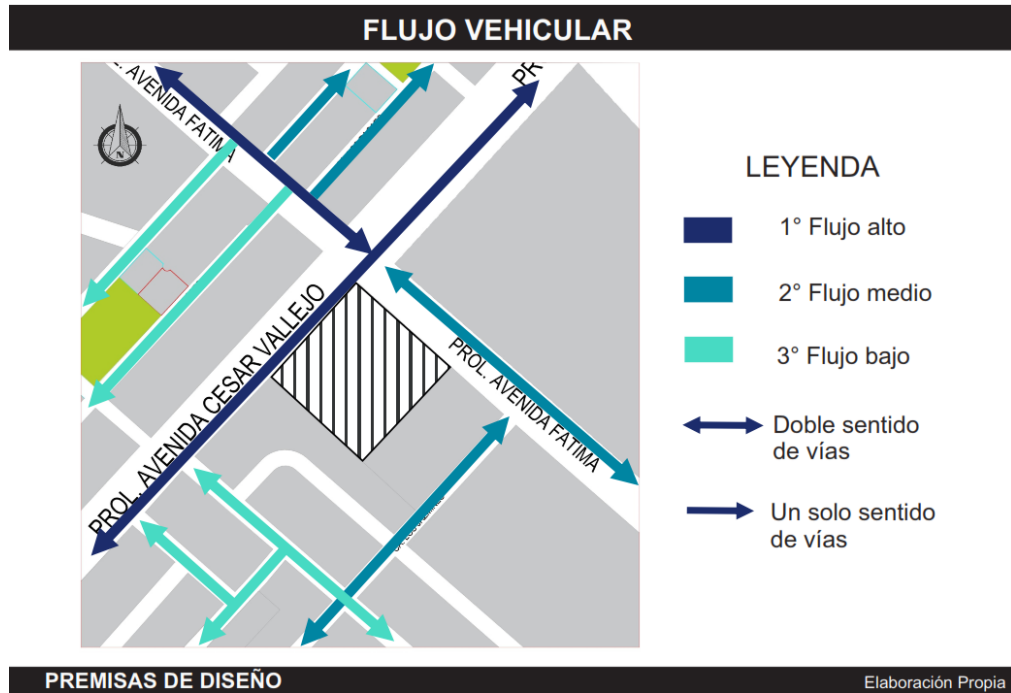 FLUJO VEHICULAR
AVENIDA FATIMA
PR
N
PROL. AVENIDA CESAR VALLEJO
PROL. AVENIDA FATIMA
LEYENDA
1° Flujo alto
2° Flujo medio
3° Flujo bajo
Doble sentido
de vías
Un solo sentido
de vías
PREMISAS DE DISEÑO
Elaboración Propia